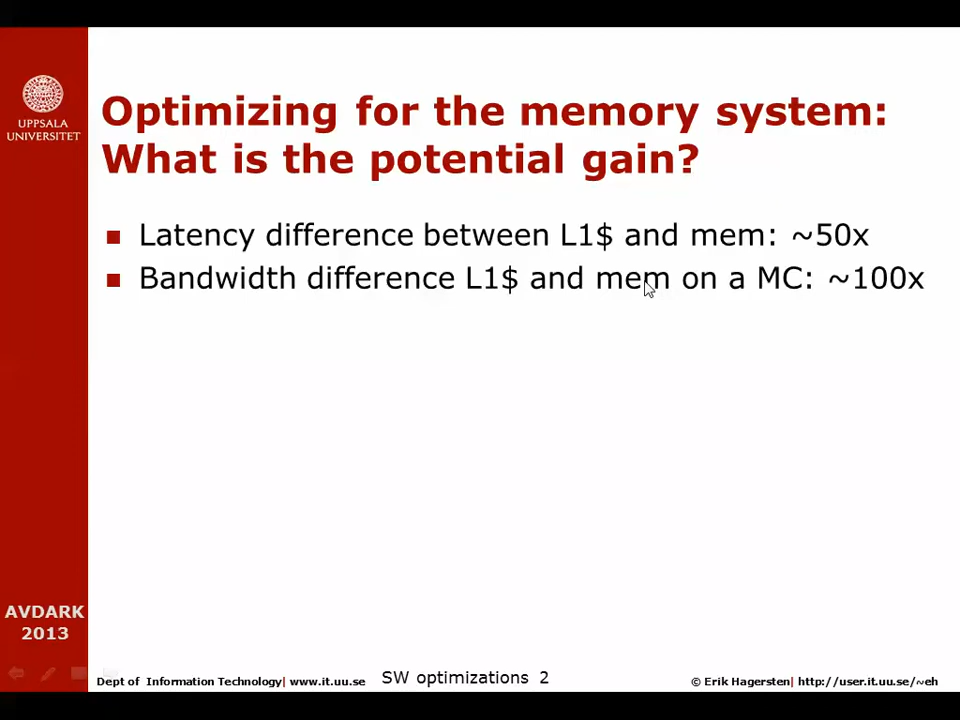 UPPSALA
UNIVERSITET
Optimizing for the memory system:
What is the potential gain?
Latency difference between L1$ and mem: ~50x
Bandwidth difference L1$ and mem on a MC: ~100x
AVDARK
2013
Dept of Information Technology| www.it.uu.se
SW optimizations 2
© Erik Hagersten| http://user.it.uu.se/~eh